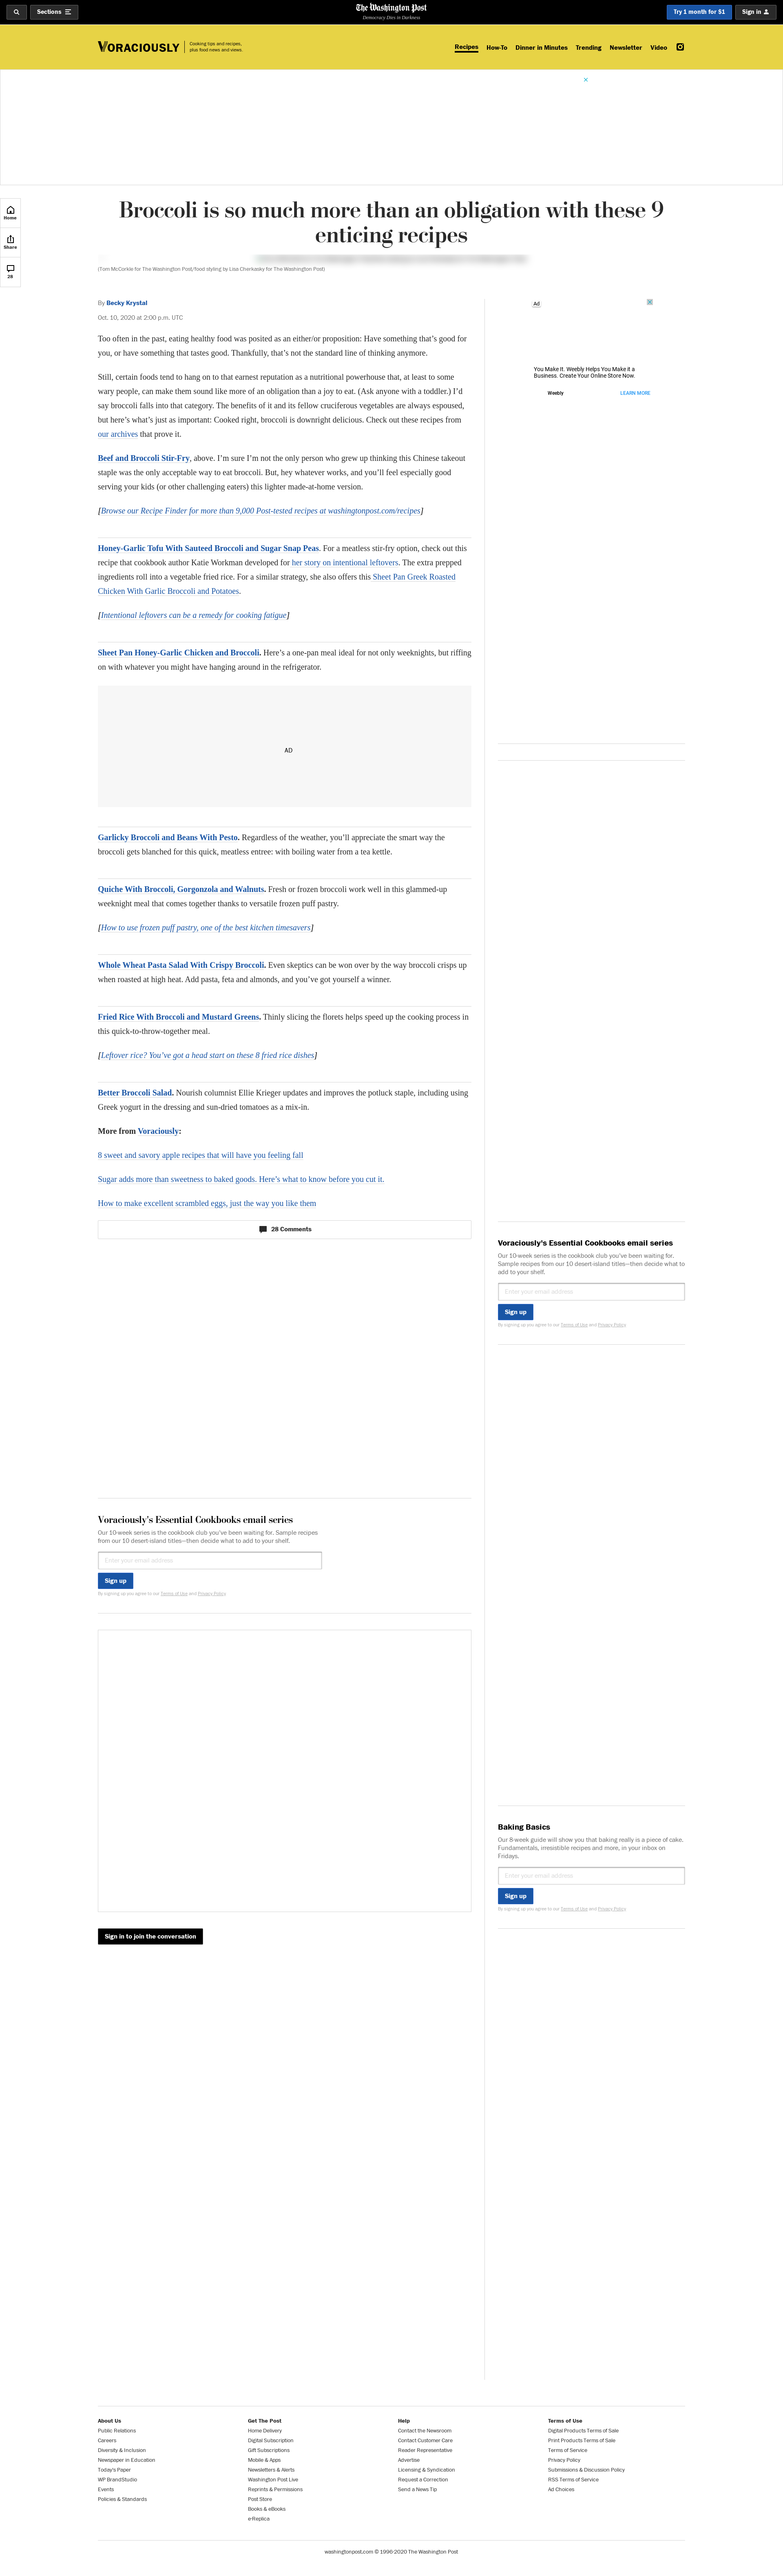 Sections
The Washington Post
Democracy Dies in Darkness
Try 1 month for $1
Sign in
VORACIOUSLY
Cooking tips and recipes,
plus food news and views.
Recipes
How-To
Dinner in Minutes
Trending
Newsletter
Video
Home
Share
28
Broccoli is so much more than an obligation with these 9
enticing recipes
(Tom McCorkle for The Washington Post/food styling by Lisa Cherkasky for The Washington Post)
By Becky Krystal
Oct. 10, 2020 at 2:00 p.m. UTC
Too often in the past, eating healthy food was posited as an either/or proposition: Have something that’s good for
you, or have something that tastes good. Thankfully, that’s not the standard line of thinking anymore.
Still, certain foods tend to hang on to that earnest reputation as a nutritional powerhouse that, at least to some
wary people, can make them sound like more of an obligation than a joy to eat. (Ask anyone with a toddler.) I’d
say broccoli falls into that category. The benefits of it and its fellow cruciferous vegetables are always espoused,
but here’s what’s just as important: Cooked right, broccoli is downright delicious. Check out these recipes from
our archives that prove it.
Beef and Broccoli Stir-Fry, above. I’m sure I’m not the only person who grew up thinking this Chinese takeout
staple was the only acceptable way to eat broccoli. But, hey whatever works, and you’ll feel especially good
serving your kids (or other challenging eaters) this lighter made-at-home version.
[Browse our Recipe Finder for more than 9,000 Post-tested recipes at washingtonpost.com/recipes]
Honey-Garlic Tofu With Sauteed Broccoli and Sugar Snap Peas. For a meatless stir-fry option, check out this
recipe that cookbook author Katie Workman developed for her story on intentional leftovers. The extra prepped
ingredients roll into a vegetable fried rice. For a similar strategy, she also offers this Sheet Pan Greek Roasted
Chicken With Garlic Broccoli and Potatoes.
[Intentional leftovers can be a remedy for cooking fatigue]
Sheet Pan Honey-Garlic Chicken and Broccoli. Here’s a one-pan meal ideal for not only weeknights, but riffing
on with whatever you might have hanging around in the refrigerator.
AD
Garlicky Broccoli and Beans With Pesto. Regardless of the weather, you’ll appreciate the smart way the
broccoli gets blanched for this quick, meatless entree: with boiling water from a tea kettle.
Quiche With Broccoli, Gorgonzola and Walnuts. Fresh or frozen broccoli work well in this glammed-up
weeknight meal that comes together thanks to versatile frozen puff pastry.
[How to use frozen puff pastry, one of the best kitchen timesavers]
Whole Wheat Pasta Salad With Crispy Broccoli. Even skeptics can be won over by the way broccoli crisps up
when roasted at high heat. Add pasta, feta and almonds, and you’ve got yourself a winner.
Fried Rice With Broccoli and Mustard Greens. Thinly slicing the florets helps speed up the cooking process in
this quick-to-throw-together meal.
[Leftover rice? You’ve got a head start on these 8 fried rice dishes]
Better Broccoli Salad. Nourish columnist Ellie Krieger updates and improves the potluck staple, including using
Greek yogurt in the dressing and sun-dried tomatoes as a mix-in.
More from Voraciously:
8 sweet and savory apple recipes that will have you feeling fall
Sugar adds more than sweetness to baked goods. Here’s what to know before you cut it.
How to make excellent scrambled eggs, just the way you like them
28 Comments
Voraciously's Essential Cookbooks email series
Our 10-week series is the cookbook club you've been waiting for. Sample recipes
from our 10 desert-island titles—then decide what to add to your shelf.
Enter your email address
Sign up
By signing up you agree to our Terms of Use and Privacy Policy
Sign in to join the conversation
Ad
You Make It. Weebly Helps You Make it a
Business. Create Your Online Store Now.
Weebly
LEARN MORE
Voraciously's Essential Cookbooks email series
Our 10-week series is the cookbook club you've been waiting for.
Sample recipes from our 10 desert-island titles—then decide what to
add to your shelf.
Enter your email address
Sign up
By signing up you agree to our Terms of Use and Privacy Policy
Baking Basics
Our 8-week guide will show you that baking really is a piece of cake.
Fundamentals, irresistible recipes and more, in your inbox on
Fridays.
Enter your email address
Sign up
By signing up you agree to our Terms of Use and Privacy Policy
About Us
Public Relations
Careers
Diversity & Inclusion
Newspaper in Education
Today's Paper
WP BrandStudio
Events
Policies & Standards
Get The Post
Home Delivery
Digital Subscription
Gift Subscriptions
Mobile & Apps
Newsletters & Alerts
Washington Post Live
Reprints & Permissions
Post Store
Books & eBooks
e-Replica
Help
Contact the Newsroom
Contact Customer Care
Reader Representative
Advertise
Licensing & Syndication
Request a Correction
Send a News Tip
Terms of Use
Digital Products Terms of Sale
Print Products Terms of Sale
Terms of Service
Privacy Policy
Submissions & Discussion Policy
RSS Terms of Service
Ad Choices
washingtonpost.com © 1996-2020 The Washington Post